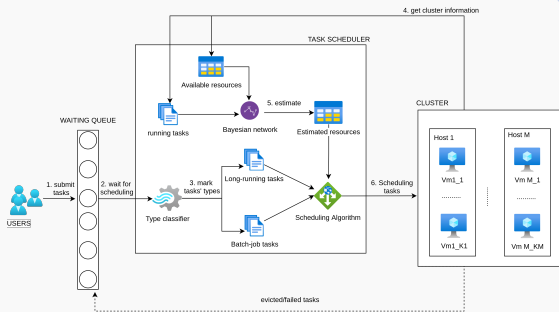 4. get cluster information
TASK SCHEDULER
Available resources
5. estimate
running tasks
Bayesian network
Estimated resources
CLUSTER
WAITING QUEUE
Host 1
Host M
Vm1_1
Vm M_1
Vm1_K1
Vm M_KM
1. submit
tasks
2. wait for
scheduling
3. mark
tasks' types
Long-running tasks
6. Scheduling
tasks
USERS
Type classifier
Scheduling Algorithm
Batch-job tasks
evicted/failed tasks